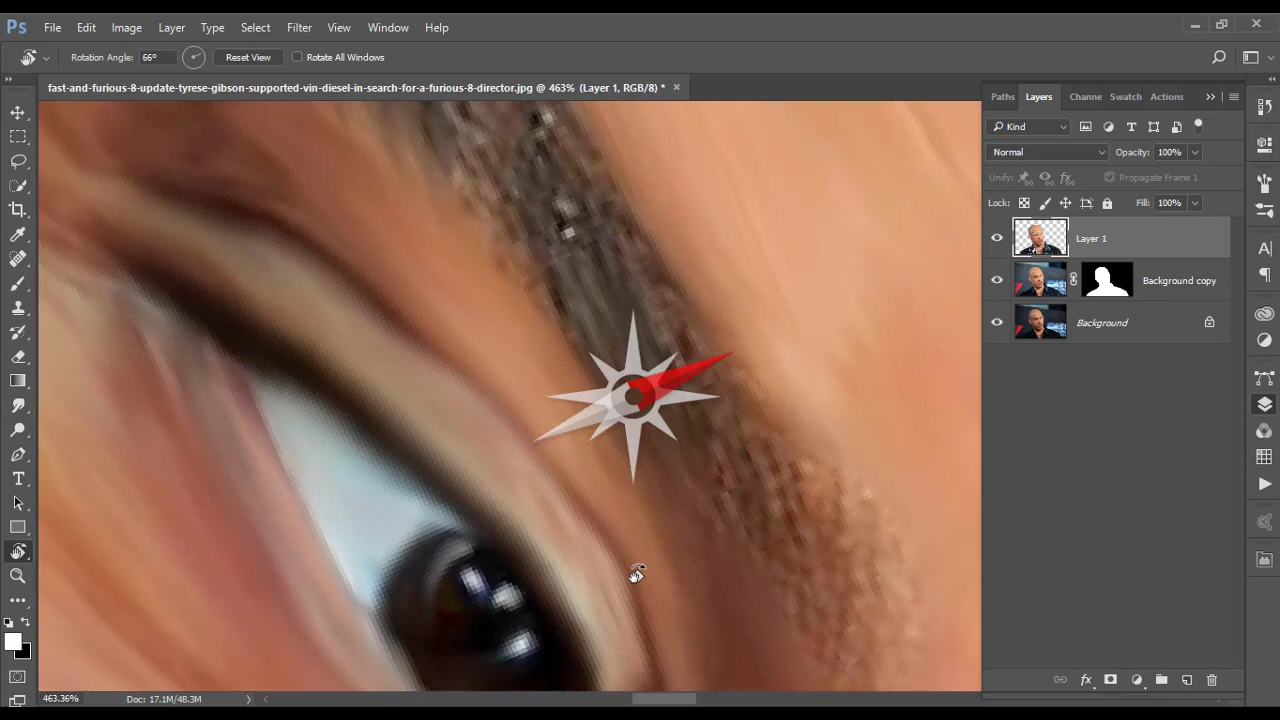 Ps File Edit Image Layer Type Select Filter View Window Help
Rotation Angle: 66° Reset View Rotate All Windows
fast-and-furious-8-update-tyrese-gibson-supported-vin-diesel-in-search-for-a-furious-8-director.jpg @ 463% (Layer 1, RGB/8) * ×
Paths Layers Channe Swatch Actions
Kind
Normal Opacity: 100%
Unify: Propagate Frame 1
Lock: Fill: 100%
Layer 1
Background copy
Background
463.36% Doc: 17.1M/48.3M